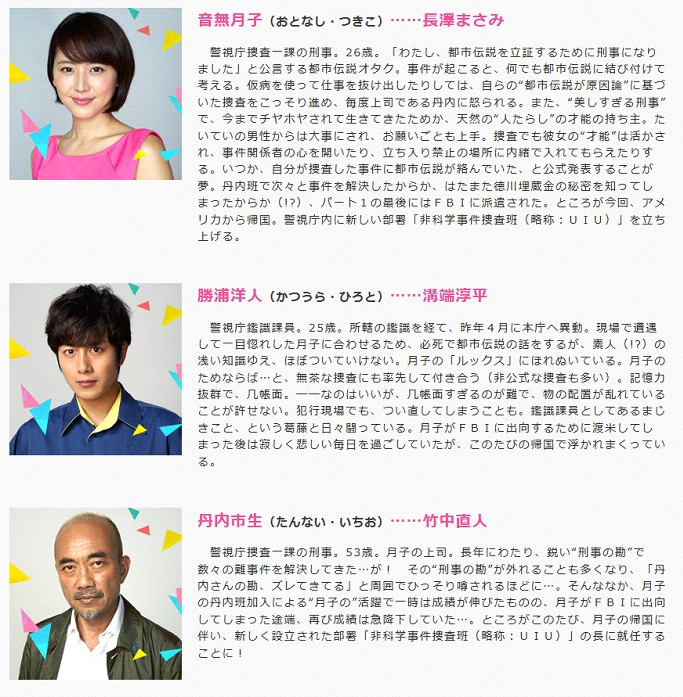 音無月子（おとなし・つきこ）……長澤まさみ
　警視庁捜査一課の刑事。26歳。「わたし、都市伝説を立証するために刑事になり
ました」と公言する都市伝説オタク。事件が起こると、何でも都市伝説に結び付けて
考える。仮病を使って仕事を抜け出したりしては、自らの“都市伝説が原因論”に基づ
いた捜査をこっそり進め、毎度上司である丹内に怒られる。また、“美しすぎる刑事”
で、今までチヤホヤされて生きてきたためか、天然の“人たらし”の才能の持ち主。た
いていの男性からは大事にされ、お願いごとも上手。捜査でも彼女の“才能”は活かさ
れ、事件関係者の心を開いたり、立ち入り禁止の場所に内緒で入れてもらえたりす
る。いつか、自分が捜査した事件に都市伝説が絡んでいた、と公式発表することが
夢。丹内班で次々と事件を解決したからか、はたまた徳川埋蔵金の秘密を知ってし
まったからか（!?）、パート１の最後にはＦＢＩに派遣された。ところが今回、アメ
リカから帰国。警視庁内に新しい部署「非科学事件捜査班（略称：ＵＩＵ）」を立ち
上げる。
勝浦洋人（かつうら・ひろと）……溝端淳平
　警視庁鑑識課員。25歳。所轄の鑑識を経て、昨年４月に本庁へ異動。現場で遭遇
して一目惚れした月子に合わせるため、必死で都市伝説の話をするが、素人（!?）の
浅い知識ゆえ、ほぼついていけない。月子の「ルックス」にほれぬいている。月子の
ためならば…と、無茶な捜査にも率先して付き合う（非公式な捜査も多い）。記憶力
抜群で、几帳面。――なのはいいが、几帳面すぎるのが難で、物の配置が乱れている
ことが許せない。犯行現場でも、つい直してしまうことも。鑑識課員としてあるまじ
きこと、という葛藤と日々闘っている。月子がＦＢＩに出向するために渡米してし
まった後は寂しく悲しい毎日を過ごしていたが、このたびの帰国で浮かれまくってい
る。
丹内市生（たんない・いちお）……竹中直人
　警視庁捜査一課の刑事。53歳。月子の上司。長年にわたり、鋭い“刑事の勘”で
数々の難事件を解決してきた…が！　その“刑事の勘”が外れることも多くなり、「丹
内さんの勘、ズレてきてる」と周囲でひっそり噂されるほどに…。そんななか、月子
の丹内班加入による“月子の”活躍で一時は成績が伸びたものの、月子がＦＢＩに出向
してしまった途端、再び成績は急降下していた…。ところがこのたび、月子の帰国に
伴い、新しく設立された部署「非科学事件捜査班（略称：ＵＩＵ）」の長に就任する
ことに！